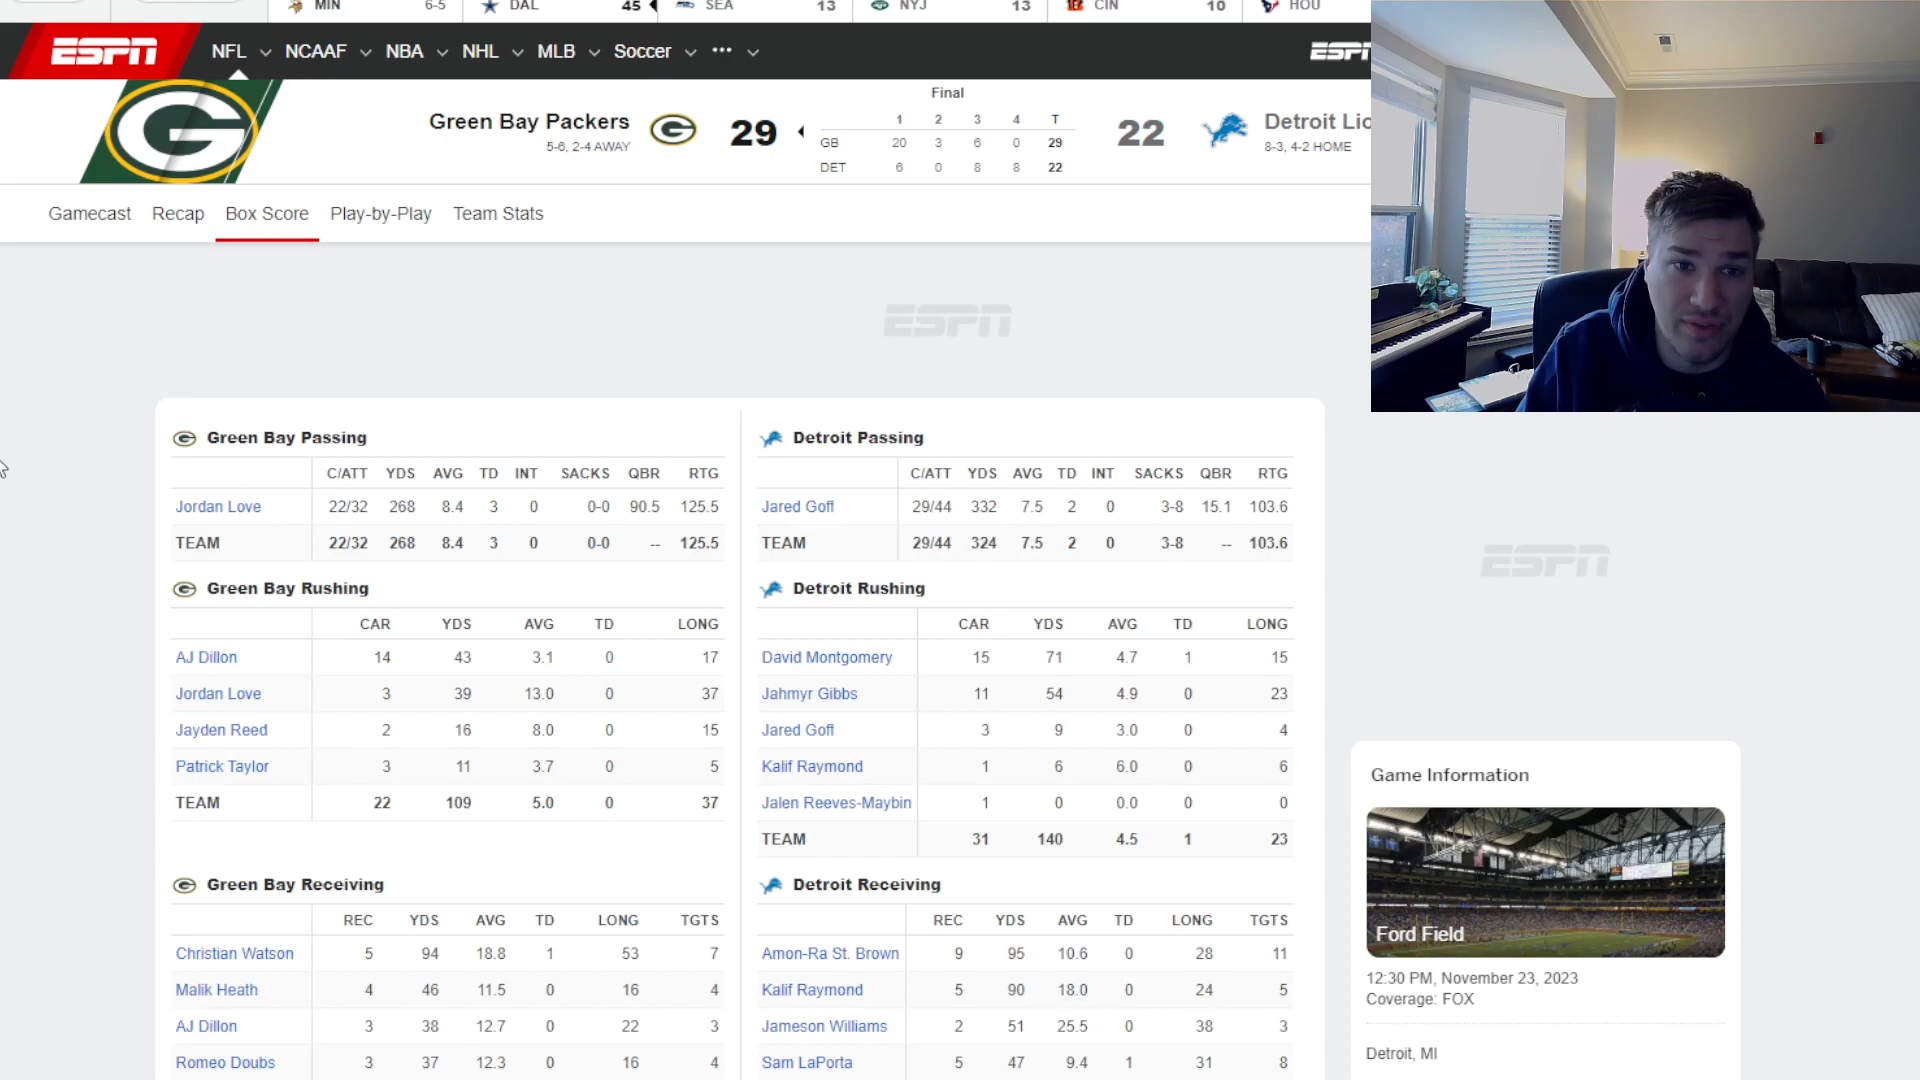 MIN 6-5 DAL 45 SEA 13 NYJ 13 CIN 10 HOU
ESPN NFL NCAAF NBA NHL MLB Soccer ••• ESPN
Final
Green Bay Packers 29 1 2 3 4 T 22 Detroit Lio
5-6, 2-4 AWAY GB 20 3 6 0 29 8-3, 4-2 HOME
DET 6 0 8 8 22
Gamecast Recap Box Score Play-by-Play Team Stats
ESPN
Green Bay Passing
C/ATT YDS AVG TD INT SACKS QBR RTG
Jordan Love 22/32 268 8.4 3 0 0-0 90.5 125.5
TEAM 22/32 268 8.4 3 0 0-0 -- 125.5
Green Bay Rushing
CAR YDS AVG TD LONG
AJ Dillon 14 43 3.1 0 17
Jordan Love 3 39 13.0 0 37
Jayden Reed 2 16 8.0 0 15
Patrick Taylor 3 11 3.7 0 5
TEAM 22 109 5.0 0 37
Green Bay Receiving
REC YDS AVG TD LONG TGTS
Christian Watson 5 94 18.8 1 53 7
Malik Heath 4 46 11.5 0 16 4
AJ Dillon 3 38 12.7 0 22 3
Romeo Doubs 3 37 12.3 0 16 4
Detroit Passing
C/ATT YDS AVG TD INT SACKS QBR RTG
Jared Goff 29/44 332 7.5 2 0 3-8 15.1 103.6
TEAM 29/44 324 7.5 2 0 3-8 -- 103.6
Detroit Rushing
CAR YDS AVG TD LONG
David Montgomery 15 71 4.7 1 15
Jahmyr Gibbs 11 54 4.9 0 23
Jared Goff 3 9 3.0 0 4
Kalif Raymond 1 6 6.0 0 6
Jalen Reeves-Maybin 1 0 0.0 0 0
TEAM 31 140 4.5 1 23
Detroit Receiving
REC YDS AVG TD LONG TGTS
Amon-Ra St. Brown 9 95 10.6 0 28 11
Kalif Raymond 5 90 18.0 0 24 5
Jameson Williams 2 51 25.5 0 38 3
Sam LaPorta 5 47 9.4 1 31 8
ESPN
Game Information
Ford Field
12:30 PM, November 23, 2023
Coverage: FOX
Detroit, MI